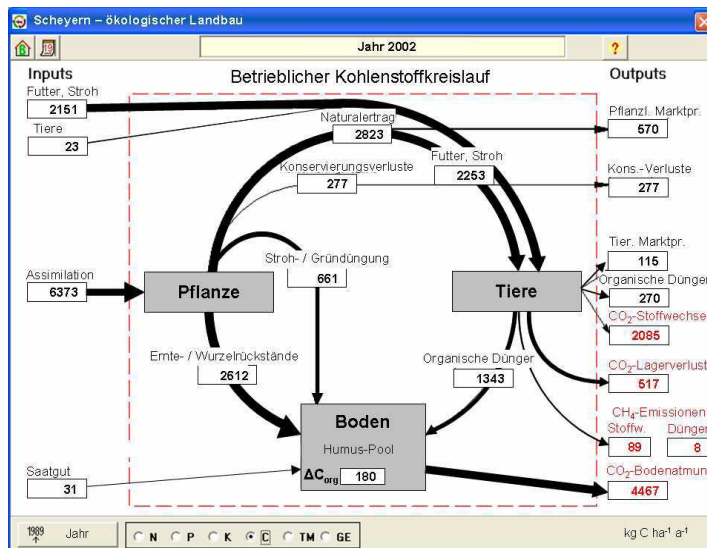 Scheyern – ökologischer Landbau
Jahr 2002
?
Inputs
Betrieblicher Kohlenstoffkreislauf
Outputs
Futter, Stroh
2151
Tiere
23
Naturalertrag
2823
Pflanzl. Marktpr.
570
Konservierungsverluste
277
Futter, Stroh
2253
Kons.-Verluste
277
Stroh- / Gründüngung
661
Tier. Marktpr.
115
Assimilation
6373
Pflanze
Tiere
Organische Dünger
270
CO2-Stoffwechse
2085
Ernte- / Wurzelrückstände
2612
Organische Dünger
1343
CO2-Lagerverlust
517
Boden
Humus-Pool
ΔCorg 180
CH4-Emissionen
Stoffw. Dünger
89 8
Saatgut
31
CO2-Bodenatmun
4467
1989 Jahr
N P K C TM GE
kg C ha-1 a-1